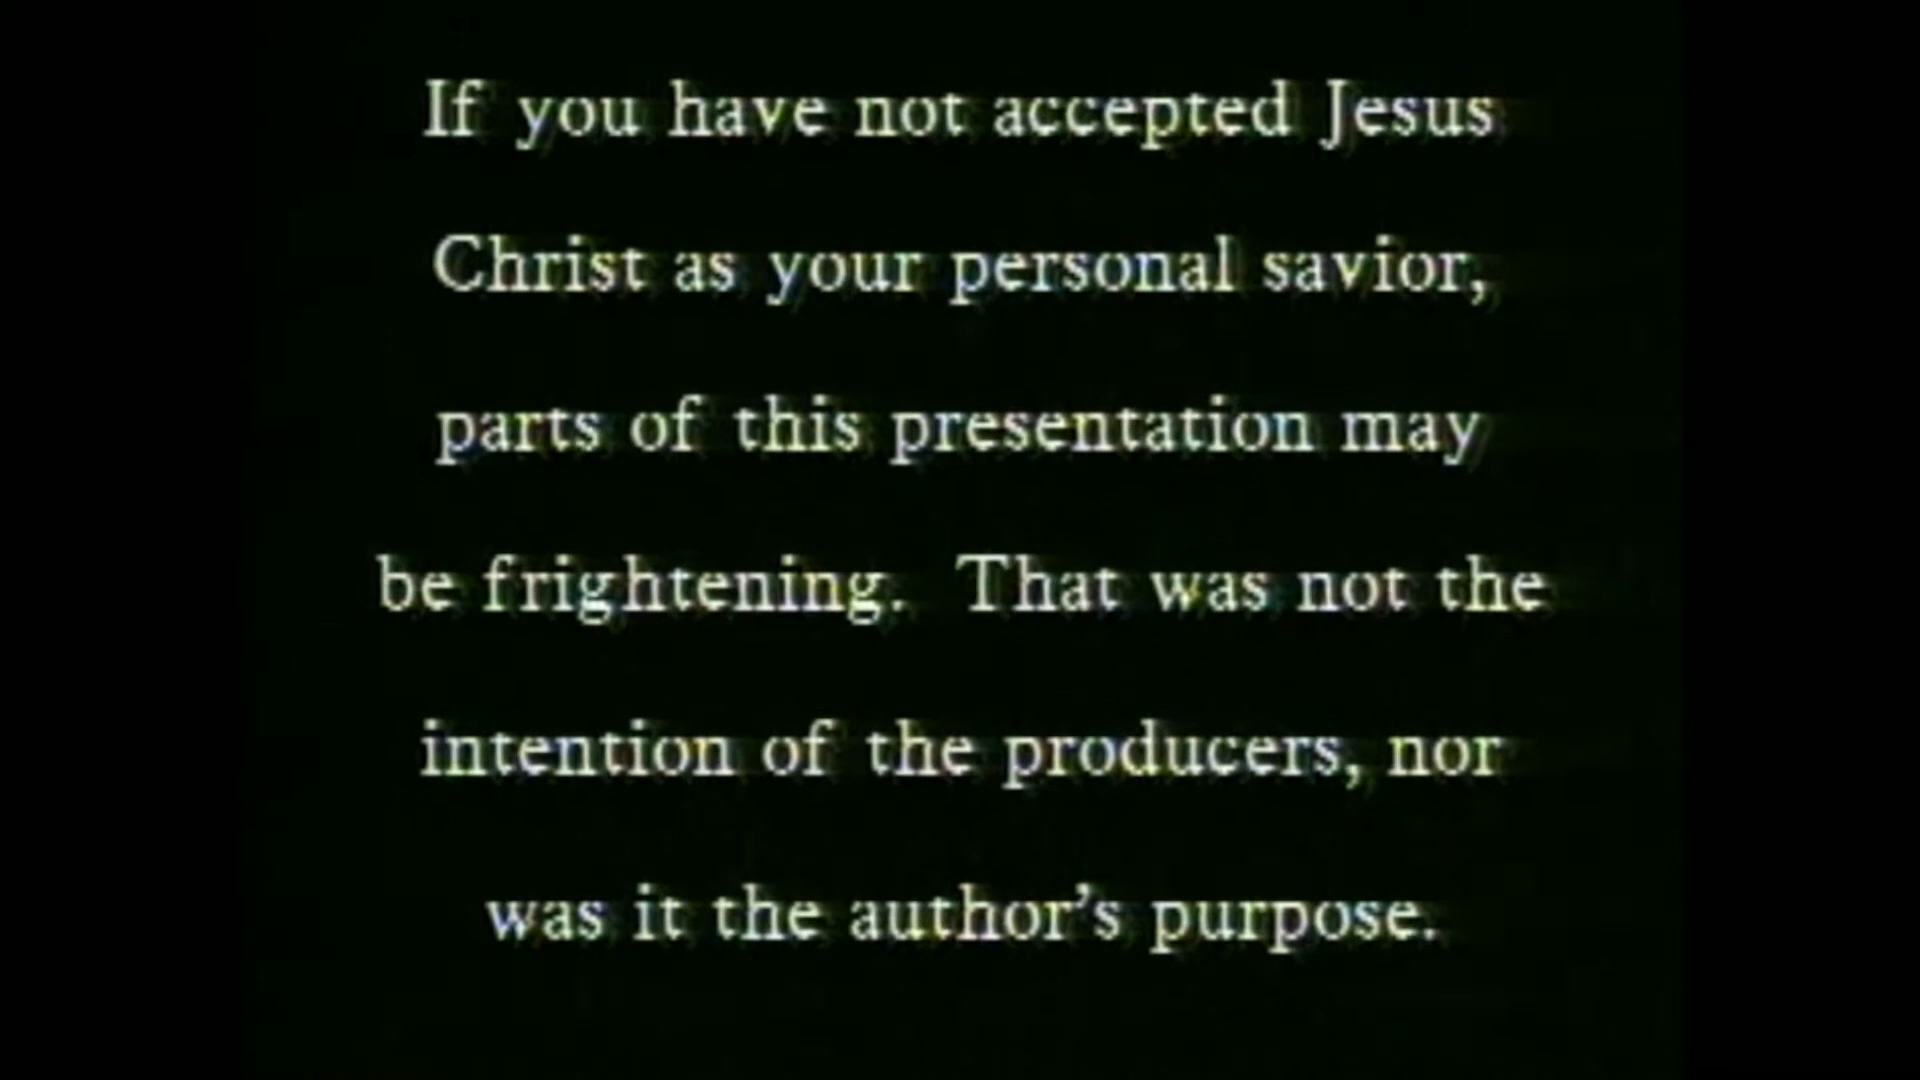 If you have not accepted Jesus
Christ as your personal savior,
parts of this presentation may
be frightening. That was not the
intention of the producers, nor
was it the author's purpose.